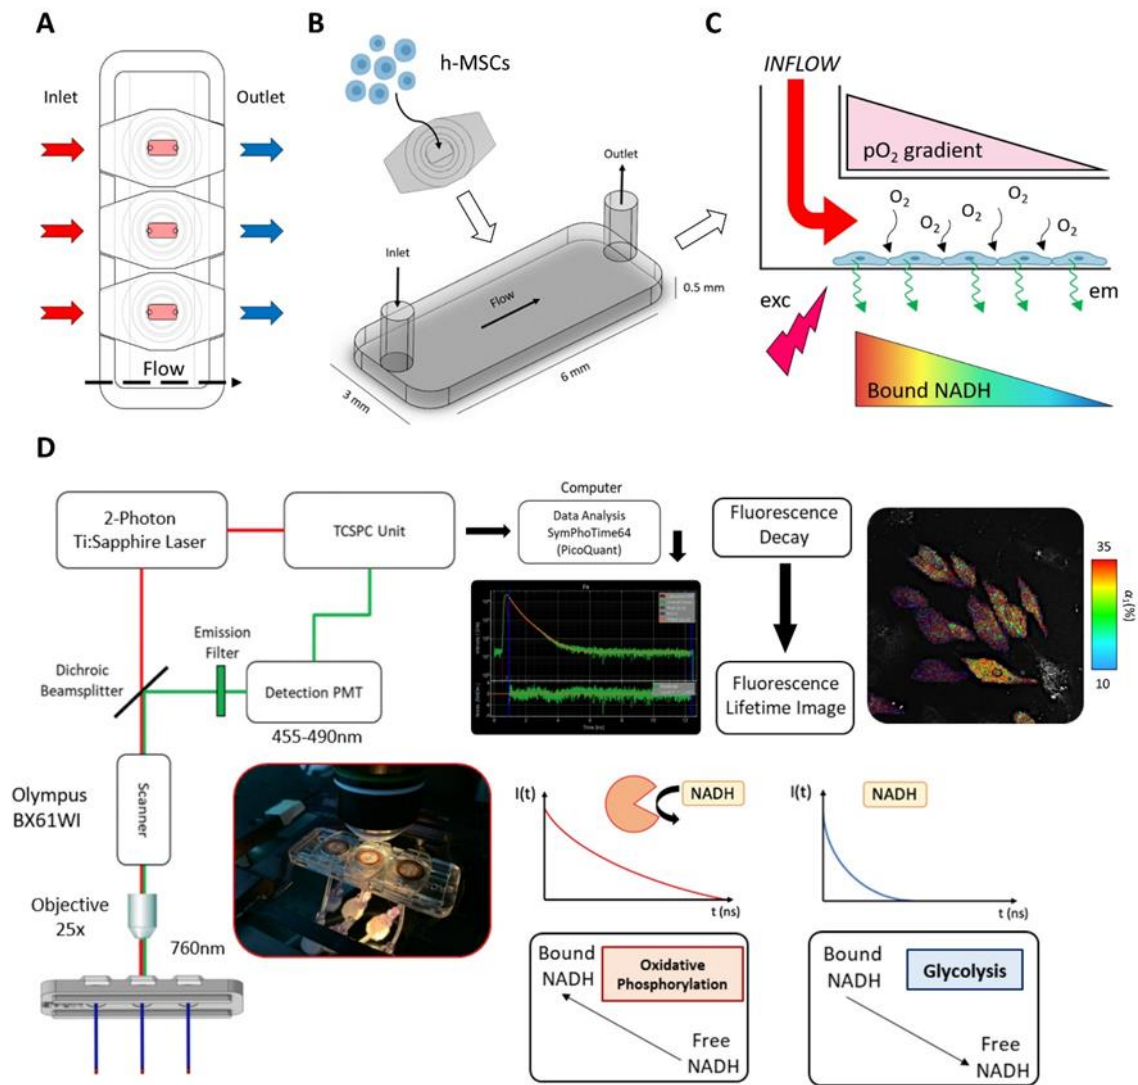 A
Inlet
Outlet
Flow
B
h-MSCs
Outlet
Inlet
Flow
0.5 mm
3 mm
6 mm
C
INFLOW
pO₂ gradient
O₂
O₂
O₂
O₂
O₂
exc
em
Bound NADH
D
2-Photon
Ti:Sapphire Laser
TCSPC Unit
Computer
Data Analysis
SymPhoTime64
(PicoQuant)
Fluorescence
Decay
Fluorescence
Lifetime Image
35
α₁(%)
10
Emission
Filter
Dichroic
Beamsplitter
Detection PMT
455-490nm
Scanner
Olympus
BX61WI
Objective
25x
760nm
Time (ns)
I(t)
NADH
t (ns)
Bound
NADH
Oxidative
Phosphorylation
Free
NADH
I(t)
NADH
t (ns)
Bound
NADH
Glycolysis
Free
NADH